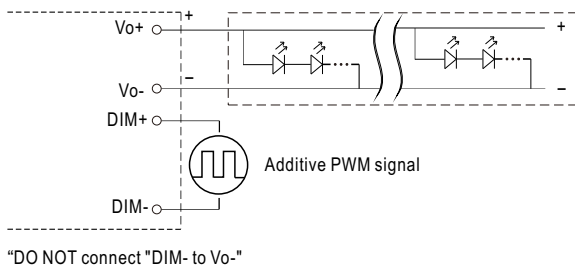 Vo+
+
+
Vo-
−
−
DIM+
Additive PWM signal
DIM-
“DO NOT connect "DIM- to Vo-"